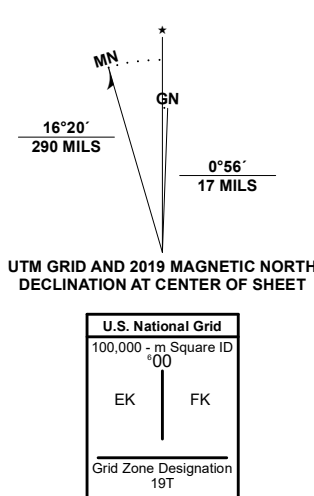 ★
MN
GN
16°20´
290 MILS
0°56´
17 MILS
UTM GRID AND 2019 MAGNETIC NORTH
DECLINATION AT CENTER OF SHEET
U.S. National Grid
100,000 - m Square ID
⁶00
EK FK
Grid Zone Designation
19T